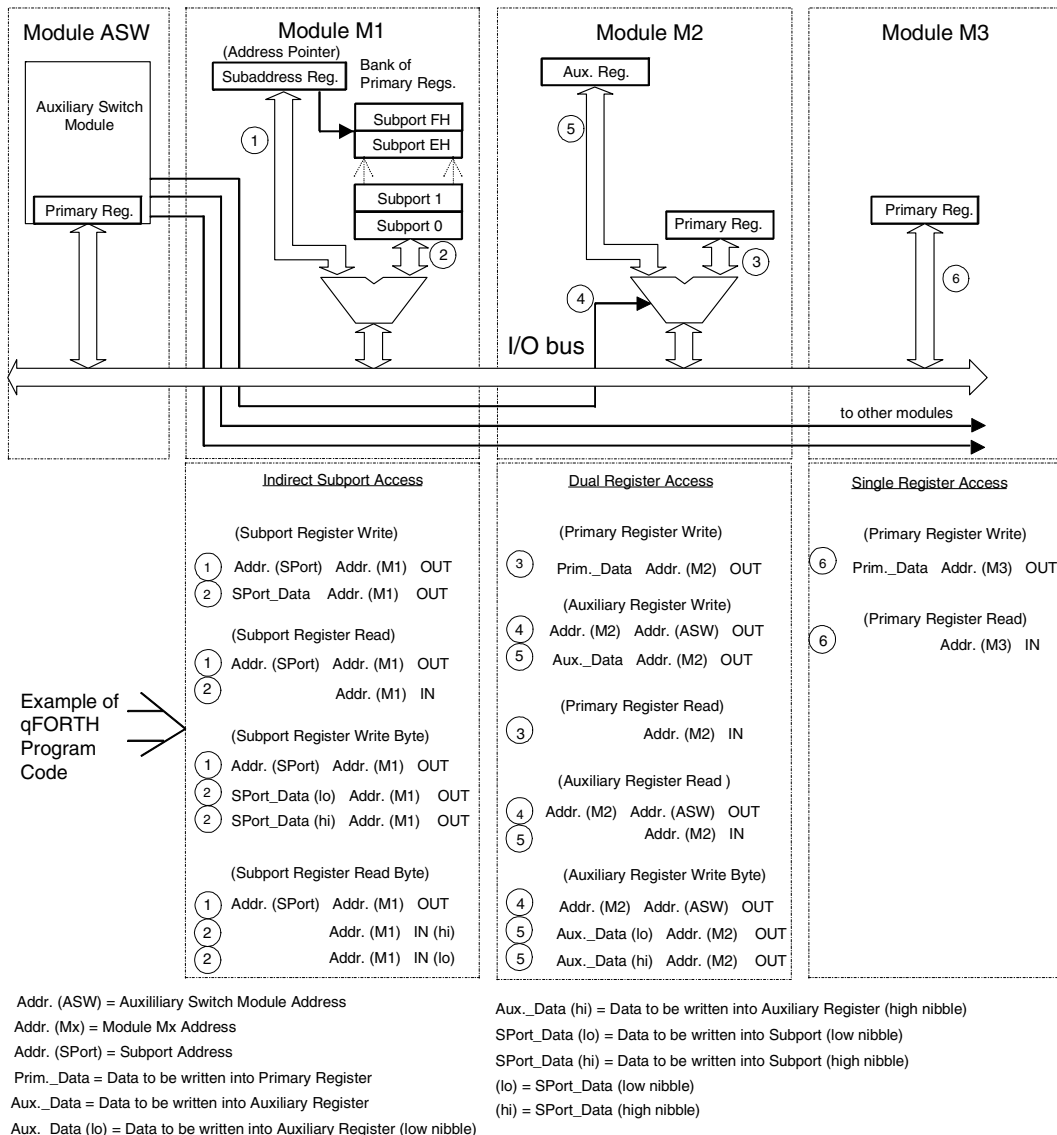 Module ASW
Module M1
Module M2
Module M3
(Address Pointer)
Subaddress Reg.
Bank of
Primary Regs.
Aux. Reg.
Auxiliary Switch
Module
Subport FH
Subport EH
1
5
Subport 1
Subport 0
Primary Reg.
Primary Reg.
Primary Reg.
2
3
4
6
I/O bus
to other modules
Indirect Subport Access
(Subport Register Write)
1 Addr. (SPort) Addr. (M1) OUT
2 SPort_Data Addr. (M1) OUT
(Subport Register Read)
1 Addr. (SPort) Addr. (M1) OUT
2 Addr. (M1) IN
(Subport Register Write Byte)
1 Addr. (SPort) Addr. (M1) OUT
2 SPort_Data (lo) Addr. (M1) OUT
2 SPort_Data (hi) Addr. (M1) OUT
(Subport Register Read Byte)
1 Addr. (SPort) Addr. (M1) OUT
2 Addr. (M1) IN (hi)
2 Addr. (M1) IN (lo)
Dual Register Access
(Primary Register Write)
3 Prim._Data Addr. (M2) OUT
(Auxiliary Register Write)
4 Addr. (M2) Addr. (ASW) OUT
5 Aux._Data Addr. (M2) OUT
(Primary Register Read)
3 Addr. (M2) IN
(Auxiliary Register Read )
4 Addr. (M2) Addr. (ASW) OUT
5 Addr. (M2) IN
(Auxiliary Register Write Byte)
4 Addr. (M2) Addr. (ASW) OUT
5 Aux._Data (lo) Addr. (M2) OUT
5 Aux._Data (hi) Addr. (M2) OUT
Single Register Access
(Primary Register Write)
6 Prim._Data Addr. (M3) OUT
(Primary Register Read)
6 Addr. (M3) IN
Example of
qFORTH
Program
Code
Addr. (ASW) = Auxililiary Switch Module Address
Addr. (Mx) = Module Mx Address
Addr. (SPort) = Subport Address
Prim._Data = Data to be written into Primary Register
Aux._Data = Data to be written into Auxiliary Register
Aux._Data (lo) = Data to be written into Auxiliary Register (low nibble)
Aux._Data (hi) = Data to be written into Auxiliary Register (high nibble)
SPort_Data (lo) = Data to be written into Subport (low nibble)
SPort_Data (hi) = Data to be written into Subport (high nibble)
(lo) = SPort_Data (low nibble)
(hi) = SPort_Data (high nibble)